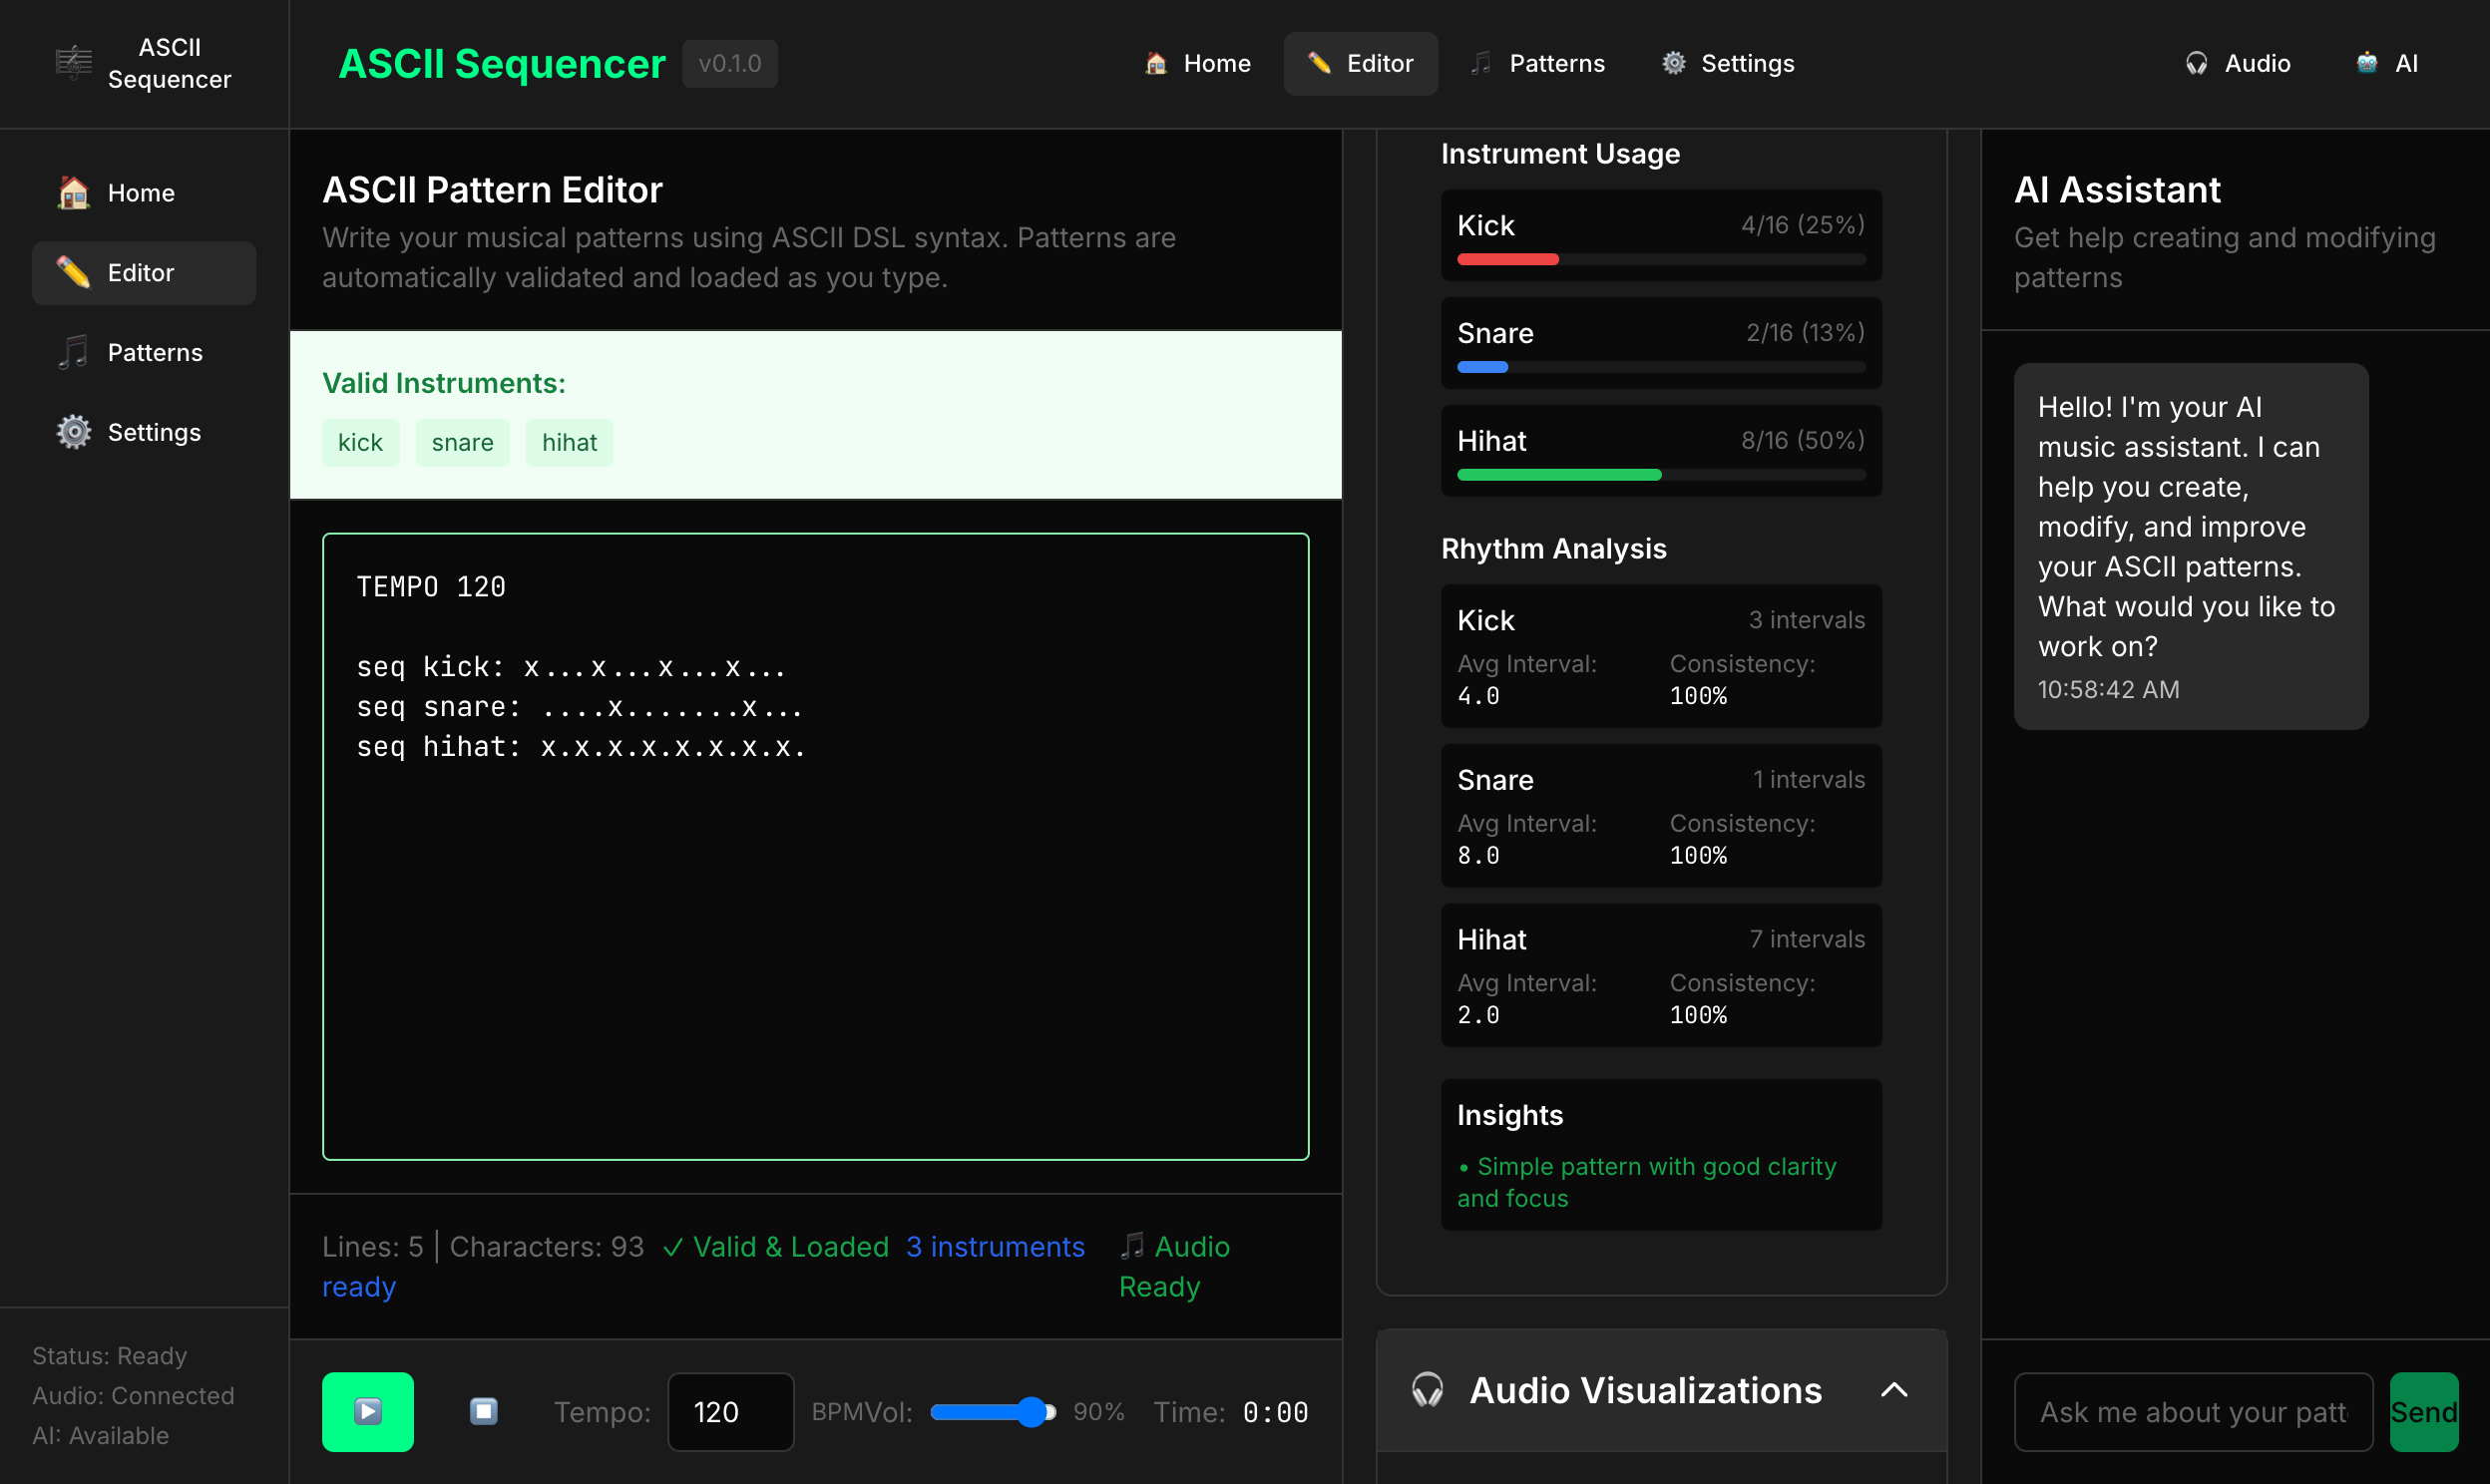 ASCII
Sequencer
ASCII Sequencer v0.1.0
Home
Editor
Patterns
Settings
Audio
AI
Home
Editor
Patterns
Settings
Status: Ready
Audio: Connected
AI: Available
ASCII Pattern Editor
Write your musical patterns using ASCII DSL syntax. Patterns are
automatically validated and loaded as you type.
Valid Instruments:
kick snare hihat
TEMPO 120
seq kick: x...x...x...x...
seq snare: ....x.......x...
seq hihat: x.x.x.x.x.x.x.x.
Lines: 5 | Characters: 93 ✓ Valid & Loaded 3 instruments
ready
Audio
Ready
Tempo: 120 BPM Vol: 90% Time: 0:00
Instrument Usage
Kick 4/16 (25%)
Snare 2/16 (13%)
Hihat 8/16 (50%)
Rhythm Analysis
Kick 3 intervals
Avg Interval: Consistency:
4.0 100%
Snare 1 intervals
Avg Interval: Consistency:
8.0 100%
Hihat 7 intervals
Avg Interval: Consistency:
2.0 100%
Insights
• Simple pattern with good clarity
and focus
Audio Visualizations
AI Assistant
Get help creating and modifying
patterns
Hello! I'm your AI
music assistant. I can
help you create,
modify, and improve
your ASCII patterns.
What would you like to
work on?
10:58:42 AM
Ask me about your patt
Send